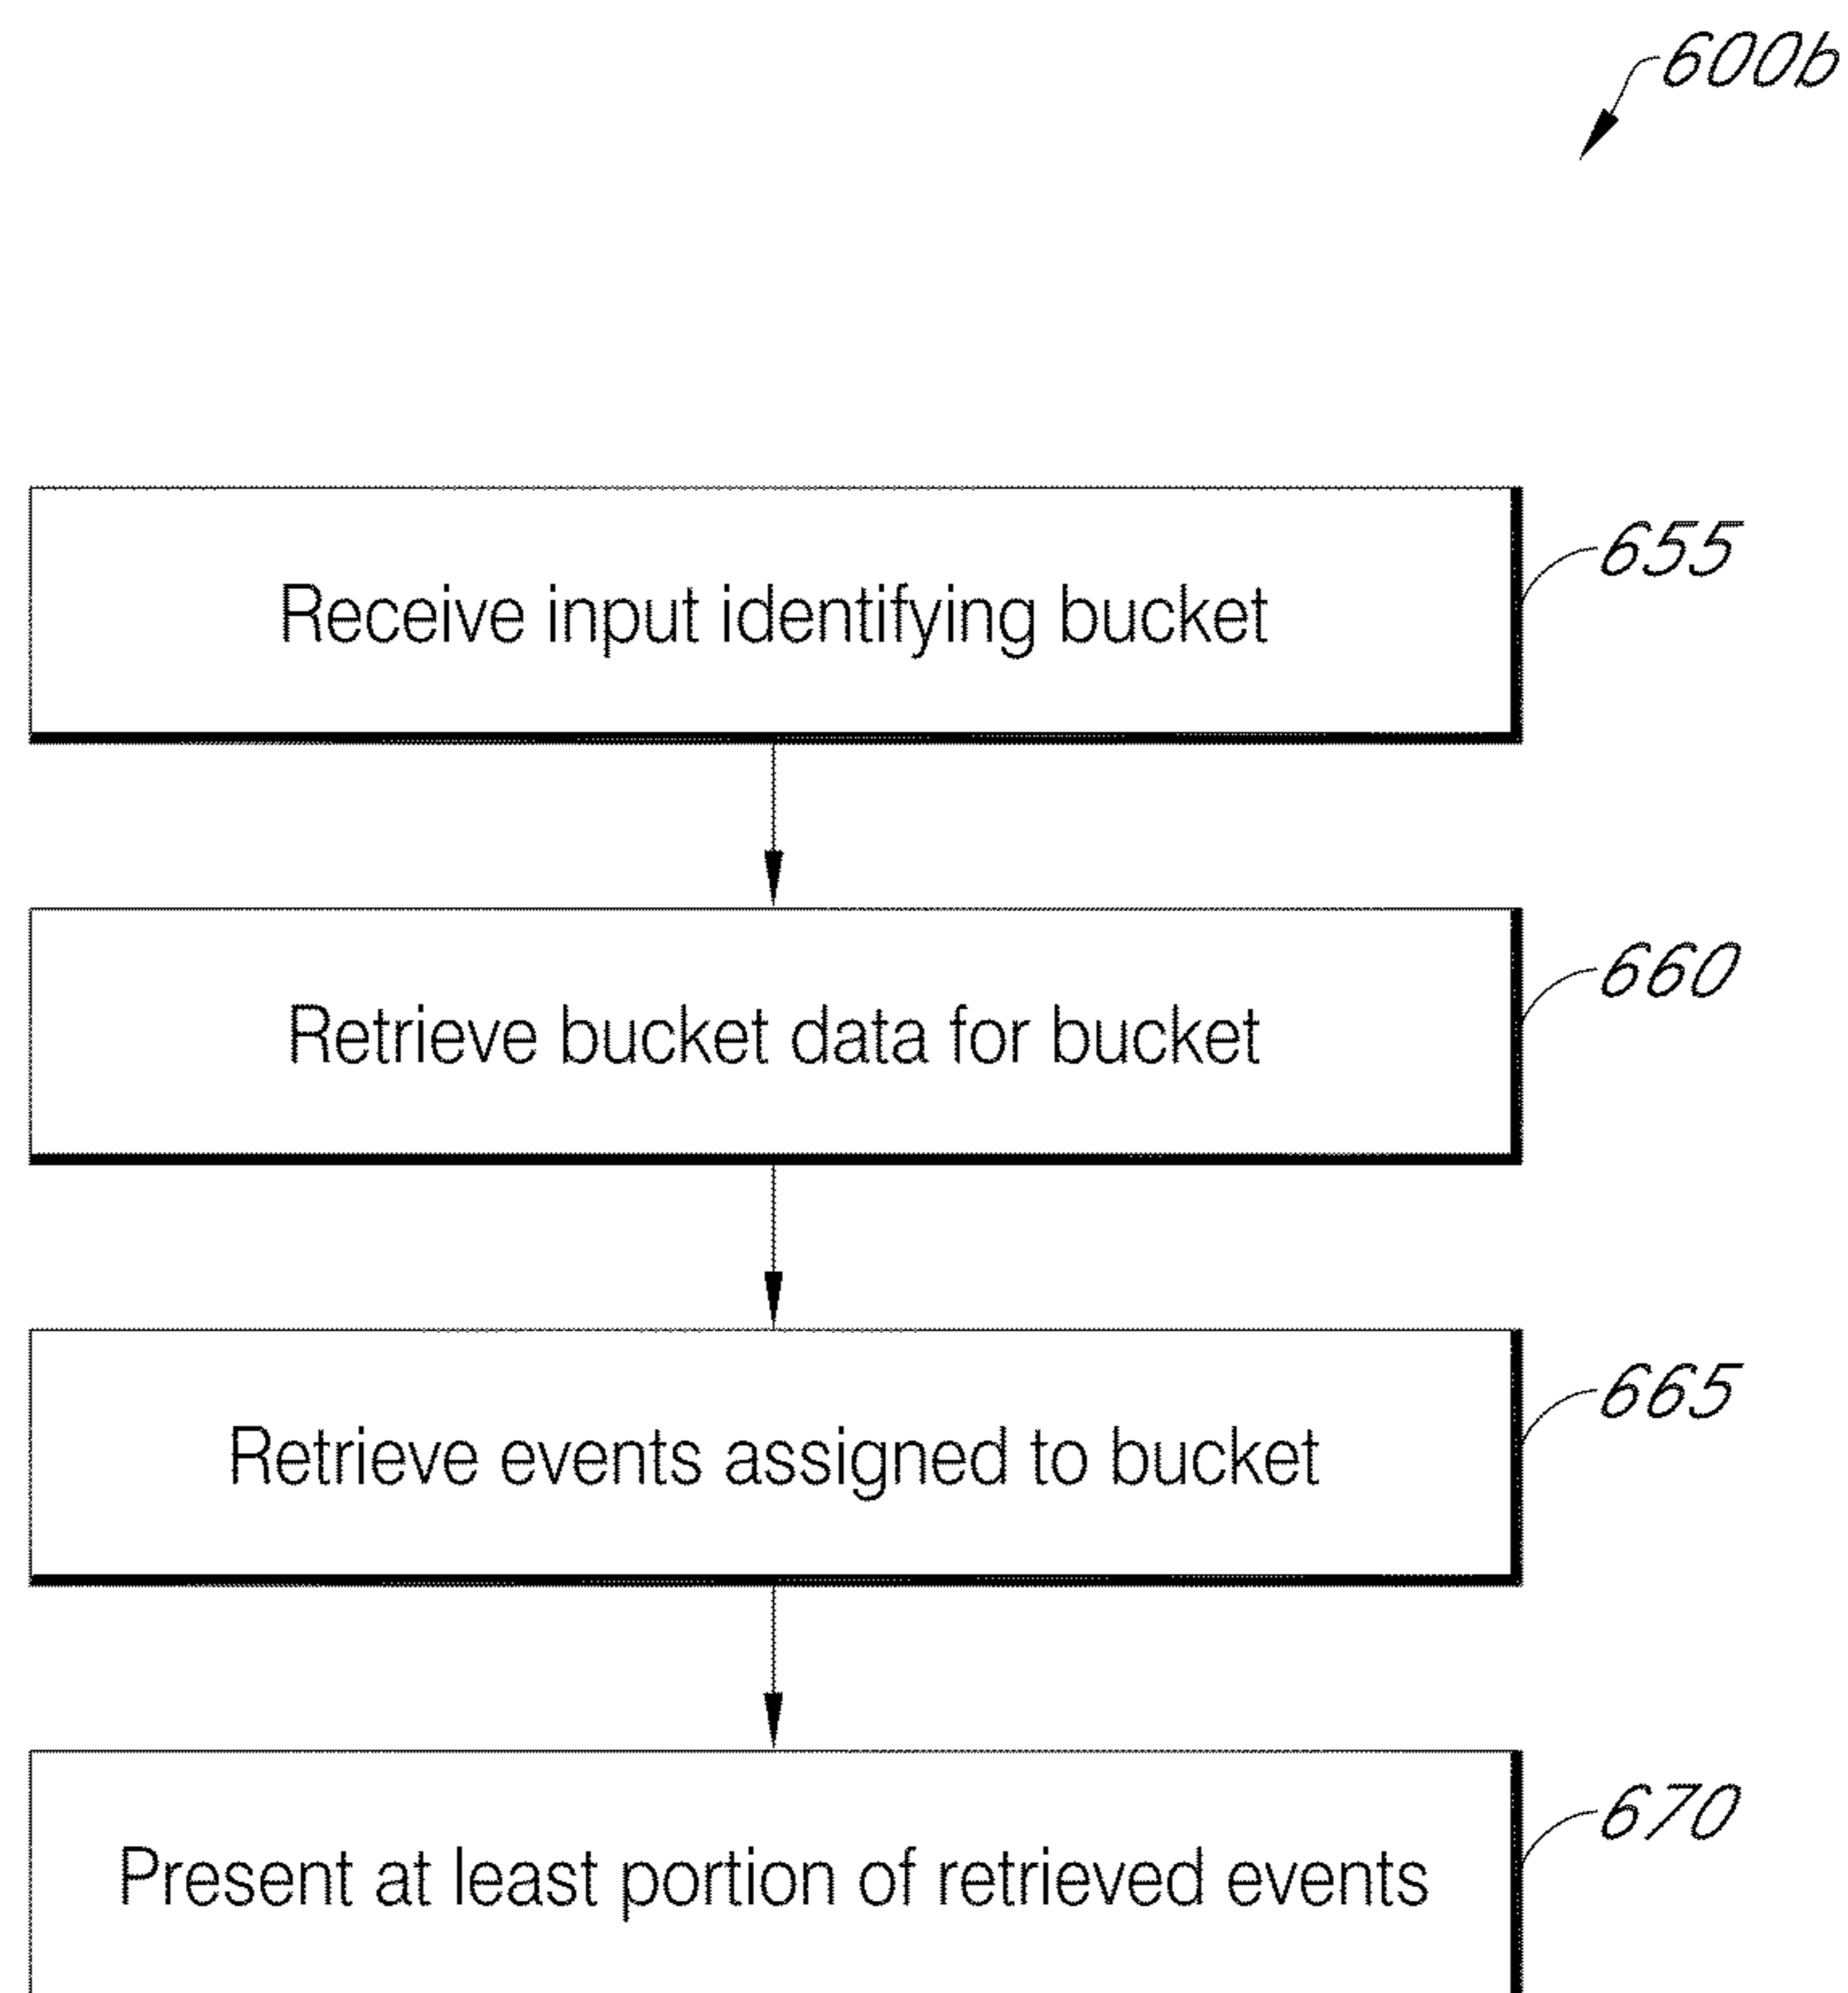 600b
Receive input identifying bucket
655
Retrieve bucket data for bucket
660
Retrieve events assigned to bucket
665
Present at least portion of retrieved events
670